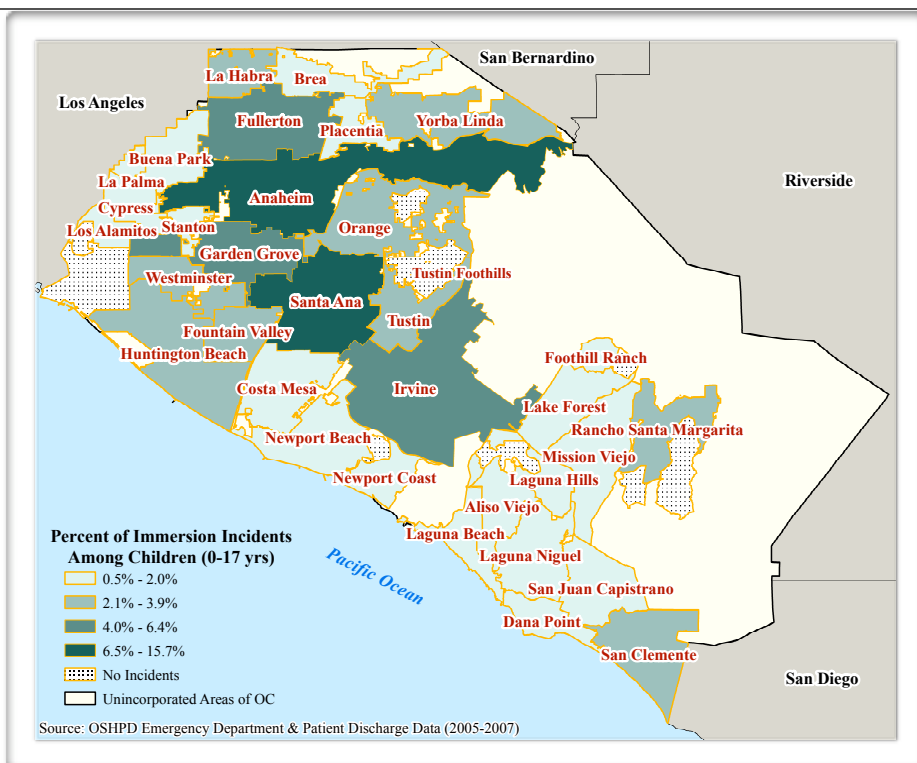 San Bernardino
La Habra
Brea
Los Angeles
Fullerton
Placentia
Yorba Linda
Buena Park
La Palma
Riverside
Anaheim
Cypress
Stanton
Los Alamitos
Orange
Garden Grove
Tustin Foothills
Westminster
Santa Ana
Tustin
Fountain Valley
Huntington Beach
Foothill Ranch
Costa Mesa
Irvine
Lake Forest
Rancho Santa Margarita
Newport Beach
Mission Viejo
Newport Coast
Laguna Hills
Aliso Viejo
Laguna Beach
Laguna Niguel
Pacific Ocean
San Juan Capistrano
Dana Point
San Clemente
San Diego
Percent of Immersion Incidents
Among Children (0-17 yrs)
0.5% - 2.0%
2.1% - 3.9%
4.0% - 6.4%
6.5% - 15.7%
No Incidents
Unincorporated Areas of OC
Source: OSHPD Emergency Department & Patient Discharge Data (2005-2007)